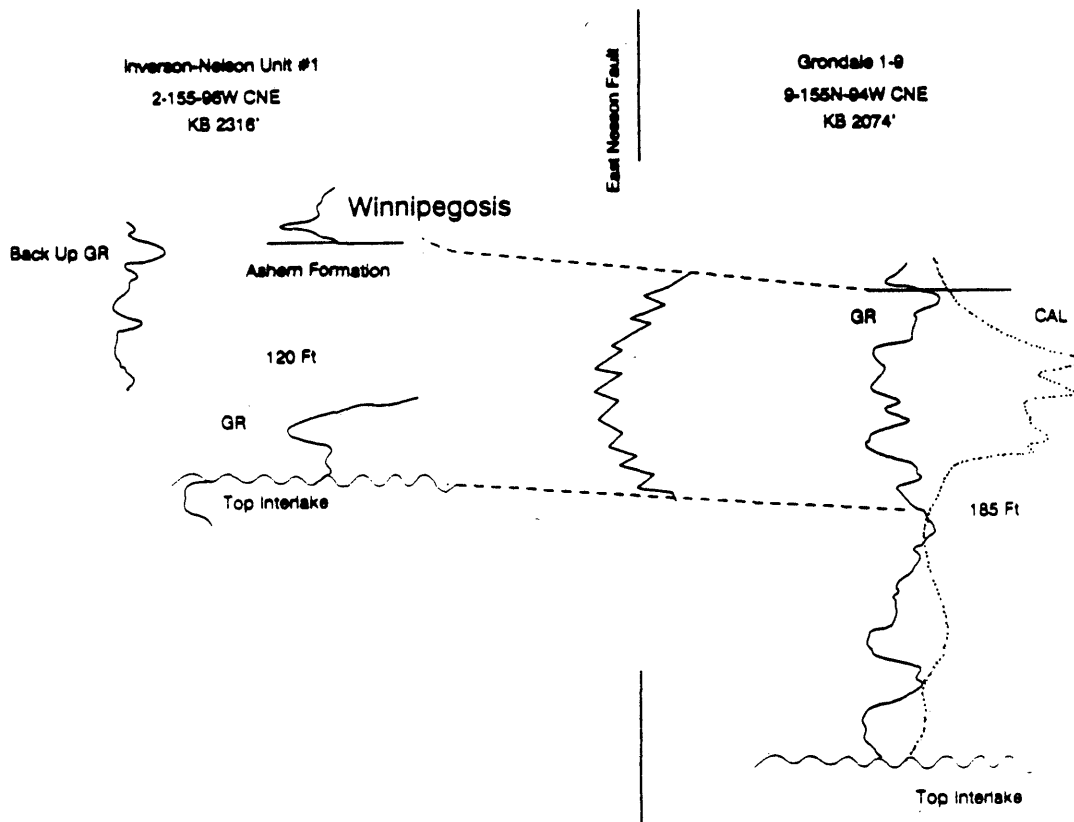 Inverson-Nelson Unit #1
2-155-96W CNE
KB 2316'
East Nesson Fault
Grondale 1-9
9-155N-94W CNE
KB 2074'
Winnipegosis
Back Up GR
Ashern Formation
GR
CAL
120 Ft
GR
Top Interlake
185 Ft
Top Interlake